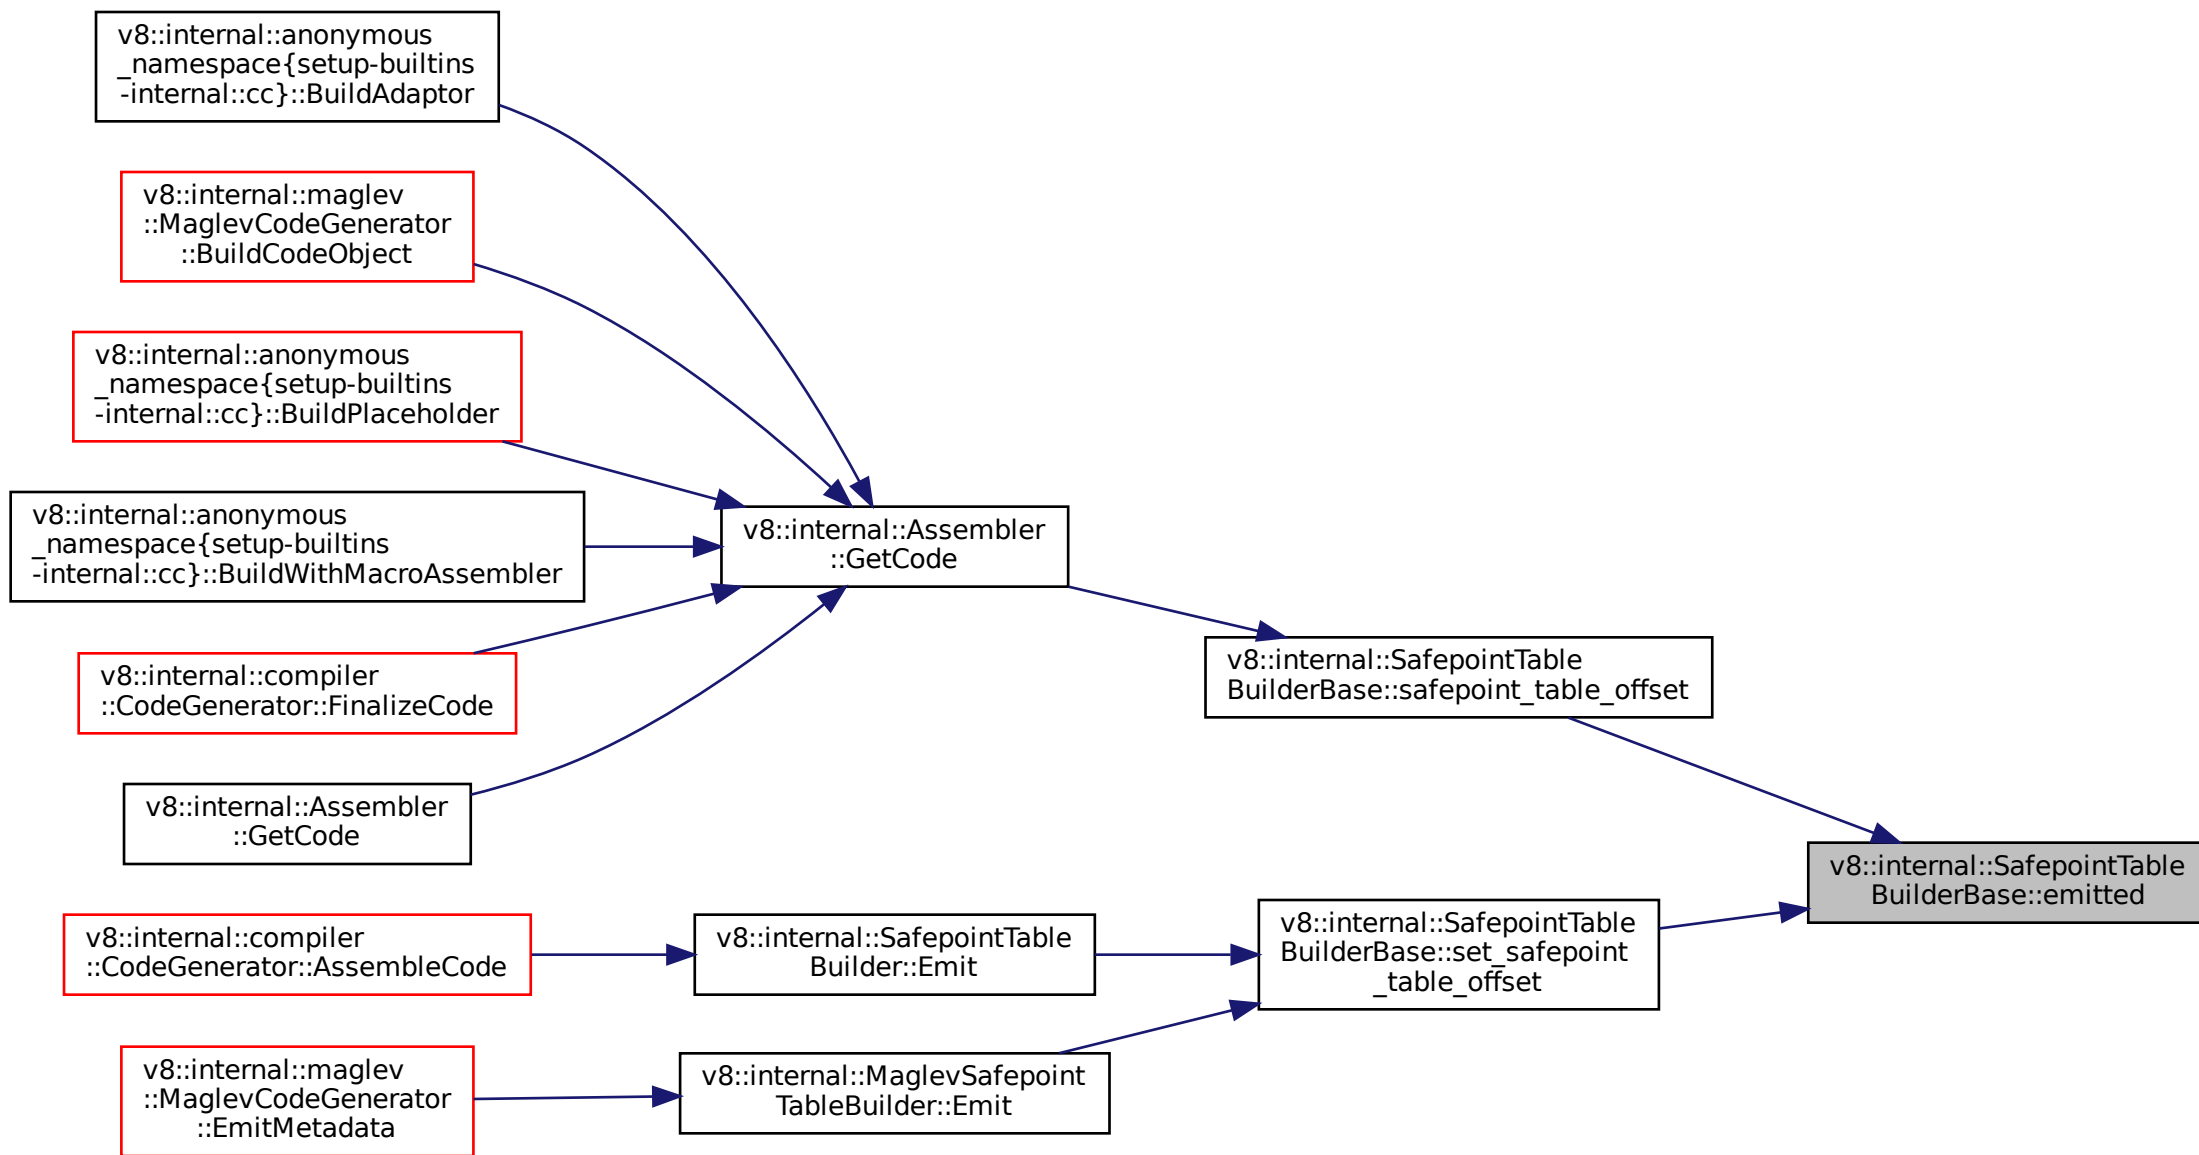 v8::internal::anonymous
_namespace{setup-builtins
-internal::cc}::BuildAdaptor
v8::internal::maglev
::MaglevCodeGenerator
::BuildCodeObject
v8::internal::anonymous
_namespace{setup-builtins
-internal::cc}::BuildPlaceholder
v8::internal::anonymous
_namespace{setup-builtins
-internal::cc}::BuildWithMacroAssembler
v8::internal::compiler
::CodeGenerator::FinalizeCode
v8::internal::Assembler
::GetCode
v8::internal::Assembler
::GetCode
v8::internal::SafepointTable
BuilderBase::safepoint_table_offset
v8::internal::SafepointTable
BuilderBase::emitted
v8::internal::compiler
::CodeGenerator::AssembleCode
v8::internal::SafepointTable
Builder::Emit
v8::internal::SafepointTable
BuilderBase::set_safepoint
_table_offset
v8::internal::maglev
::MaglevCodeGenerator
::EmitMetadata
v8::internal::MaglevSafepoint
TableBuilder::Emit